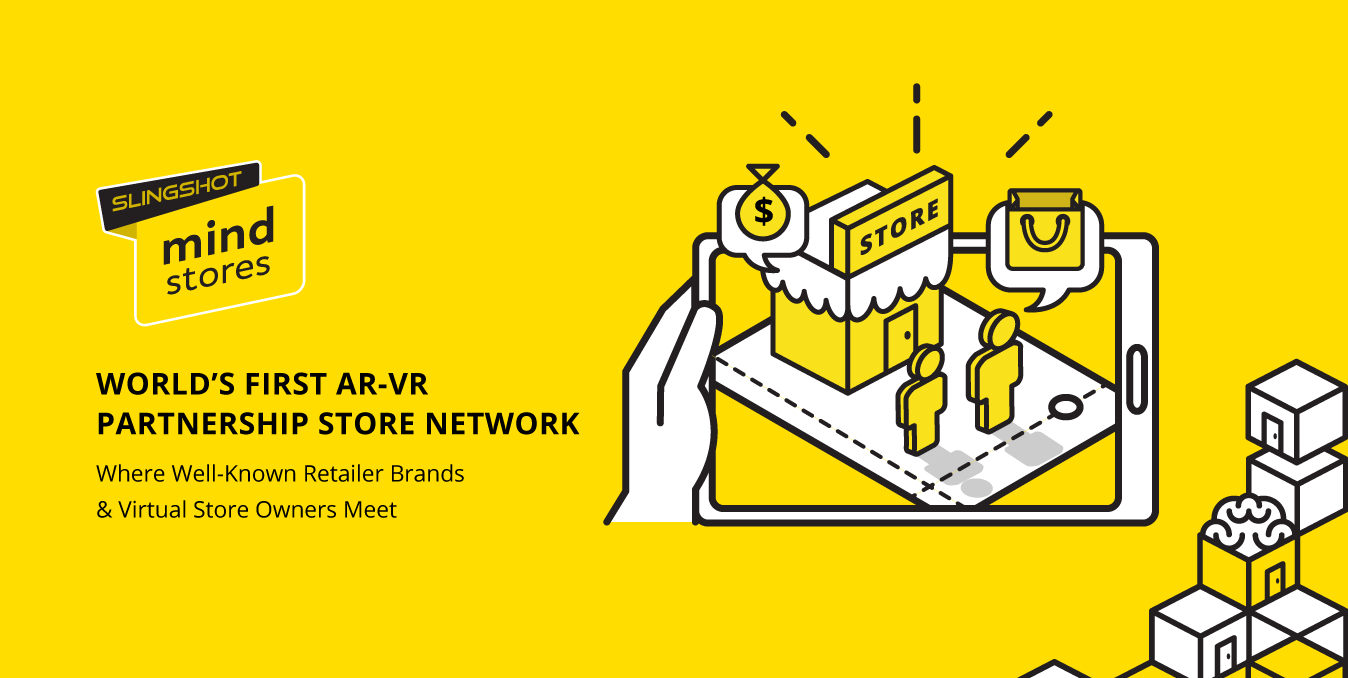 SLINGSHOT
mind
stores
WORLD’S FIRST AR-VR
PARTNERSHIP STORE NETWORK
Where Well-Known Retailer Brands
& Virtual Store Owners Meet
$
STORE